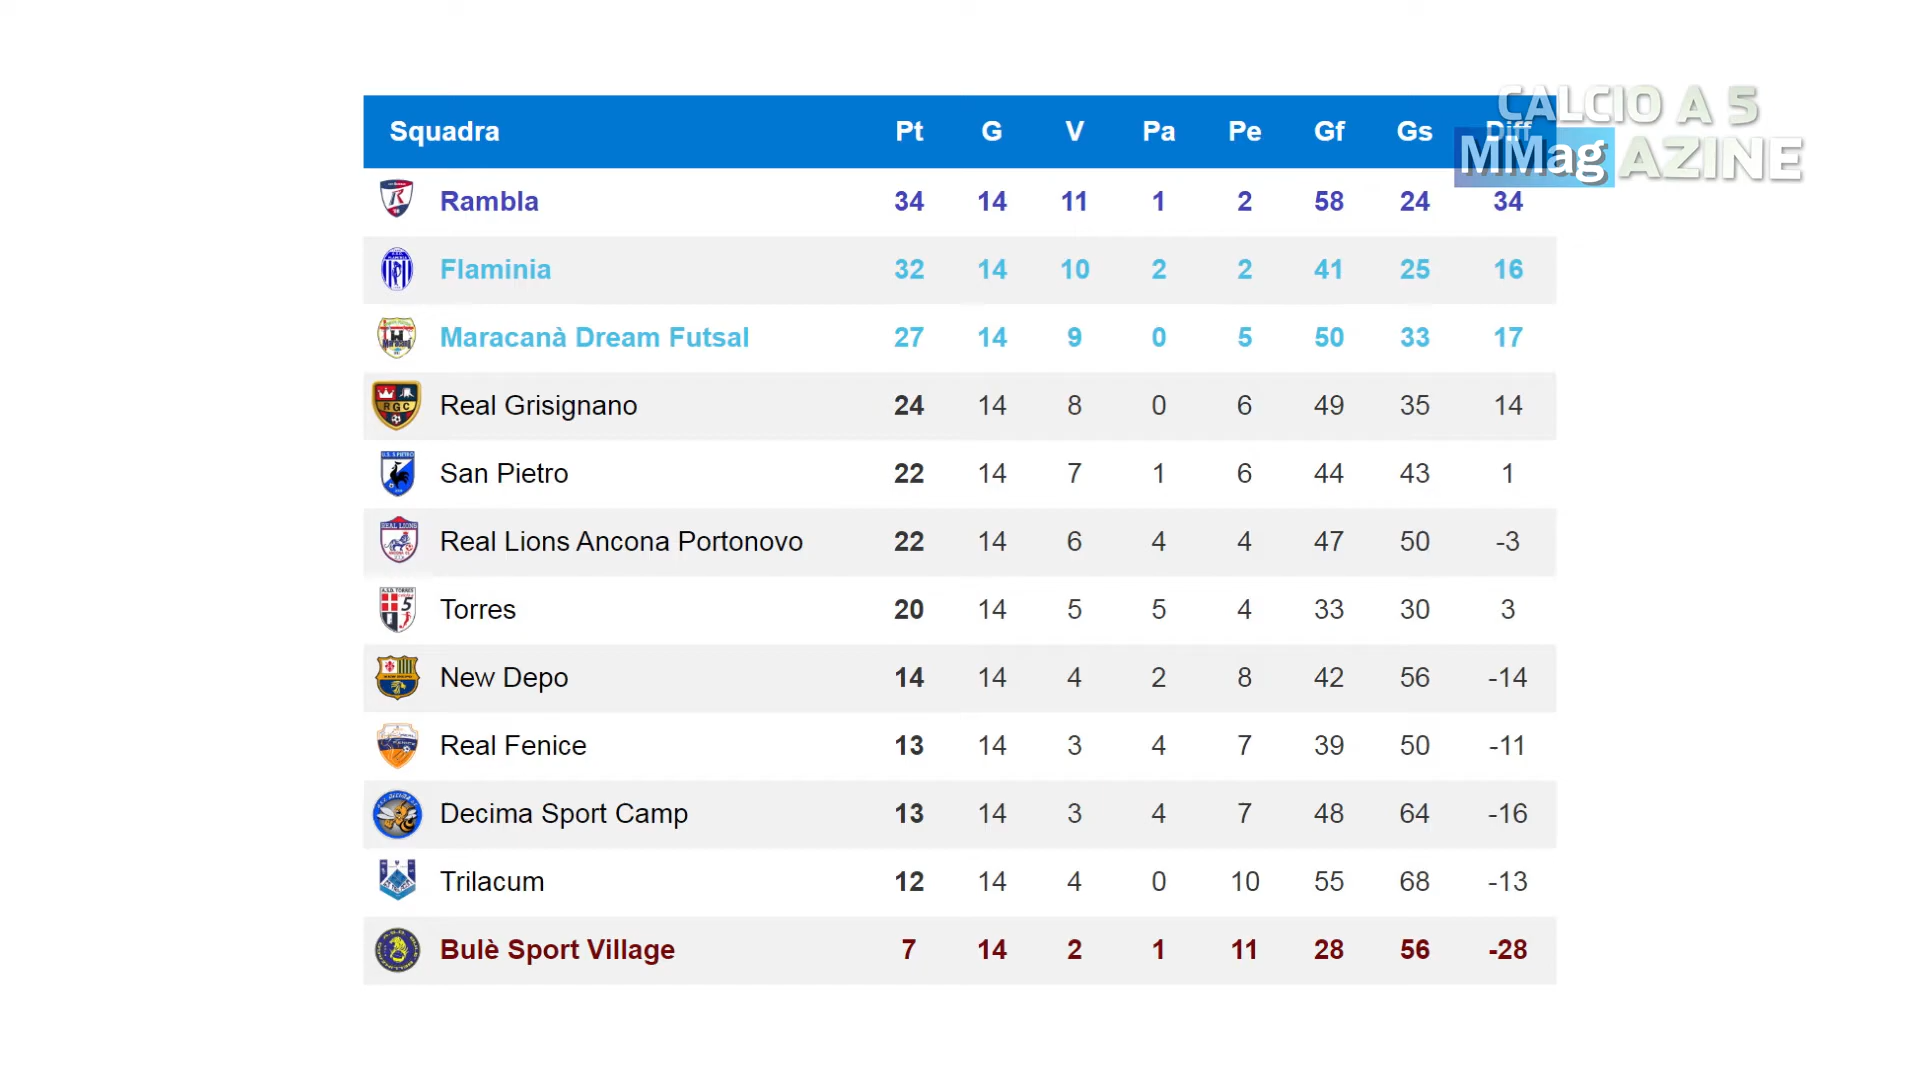 CALCIO A 5
MMagAZINE
Squadra Pt G V Pa Pe Gf Gs Diff
Rambla 34 14 11 1 2 58 24 34
Flaminia 32 14 10 2 2 41 25 16
Maracanà Dream Futsal 27 14 9 0 5 50 33 17
RGC Real Grisignano 24 14 8 0 6 49 35 14
San Pietro 22 14 7 1 6 44 43 1
Real Lions Ancona Portonovo 22 14 6 4 4 47 50 -3
Torres 20 14 5 5 4 33 30 3
New Depo 14 14 4 2 8 42 56 -14
Real Fenice 13 14 3 4 7 39 50 -11
Decima Sport Camp 13 14 3 4 7 48 64 -16
Trilacum 12 14 4 0 10 55 68 -13
Bulè Sport Village 7 14 2 1 11 28 56 -28